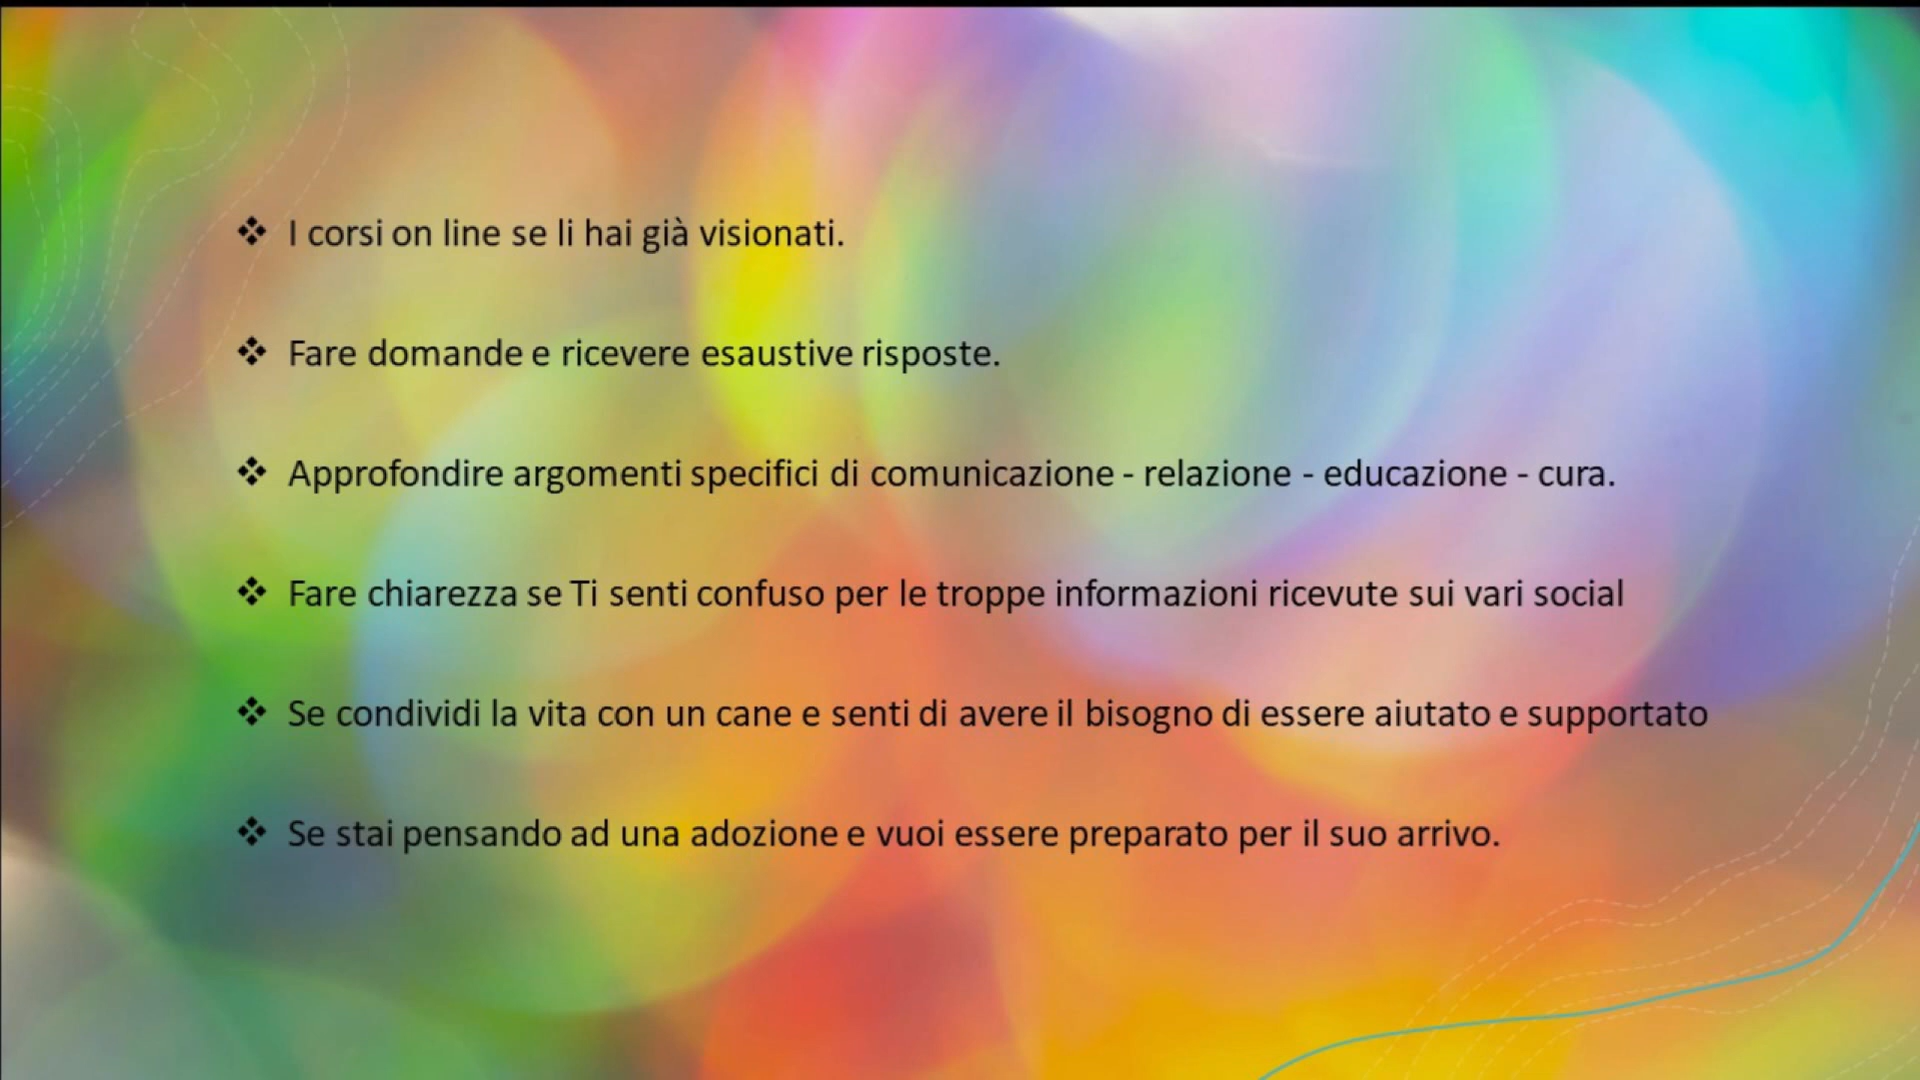 ❖ I corsi on line se li hai già visionati.
❖ Fare domande e ricevere esaustive risposte.
❖ Approfondire argomenti specifici di comunicazione - relazione - educazione - cura.
❖ Fare chiarezza se Ti senti confuso per le troppe informazioni ricevute sui vari social
❖ Se condividi la vita con un cane e senti di avere il bisogno di essere aiutato e supportato
❖ Se stai pensando ad una adozione e vuoi essere preparato per il suo arrivo.